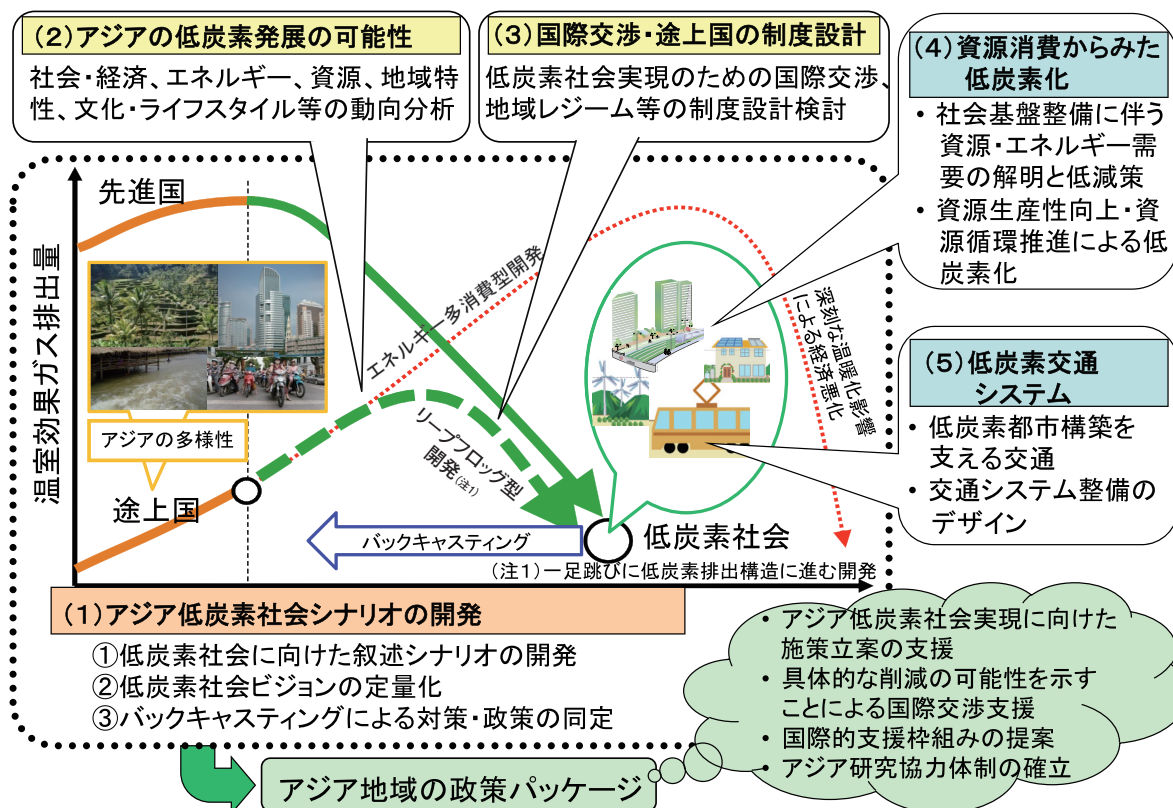 (2)アジアの低炭素発展の可能性
社会・経済、エネルギー、資源、地域特
性、文化・ライフスタイル等の動向分析
(3)国際交渉・途上国の制度設計
低炭素社会実現のための国際交渉、
地域レジーム等の制度設計検討
(4)資源消費からみた
低炭素化
• 社会基盤整備に伴う
資源・エネルギー需
要の解明と低減策
• 資源生産性向上・資
源循環推進による低
炭素化
(5)低炭素交通
システム
• 低炭素都市構築を
支える交通
• 交通システム整備の
デザイン
温室効果ガス排出量
先進国
アジアの多様性
途上国
エネルギー多消費型開発
リープフロッグ型
開発(注1)
深刻な温暖化影響
による経済悪化
バックキャスティング
低炭素社会
(注1)一足跳びに低炭素排出構造に進む開発
(1)アジア低炭素社会シナリオの開発
①低炭素社会に向けた叙述シナリオの開発
②低炭素社会ビジョンの定量化
③バックキャスティングによる対策・政策の同定
アジア地域の政策パッケージ
• アジア低炭素社会実現に向けた
施策立案の支援
• 具体的な削減の可能性を示す
ことによる国際交渉支援
• 国際的支援枠組みの提案
• アジア研究協力体制の確立